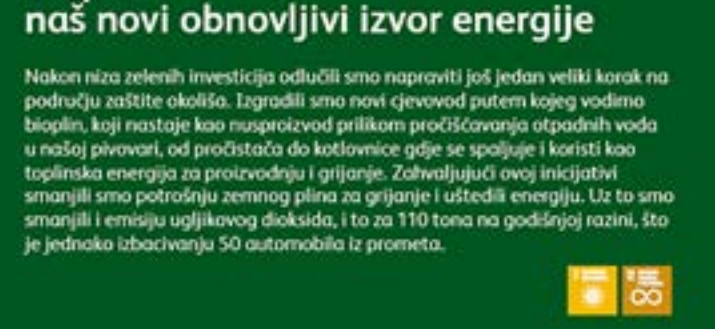 naš novi obnovljivi izvor energije
Nakon niza zelenih investicija odlučili smo napraviti još jedan veliki korak na
području zaštite okoliša. Izgradili smo novi cjevovod putem kojeg vodimo
bioplin, koji nastaje kao nusproizvod prilikom pročišćavanja otpadnih voda
u našoj pivovari, od pročistača do kotlovnice gdje se spaljuje i koristi kao
toplinska energija za proizvodnju i grijanje. Zahvaljujući ovoj inicijativi
smanjili smo potrošnju zemnog plina za grijanje i uštedili energiju. Uz to smo
smanjili i emisiju ugljikovog dioksida, i to za 110 tona na godišnjoj razini, što
je jednako izbacivanju 50 automobila iz prometa.